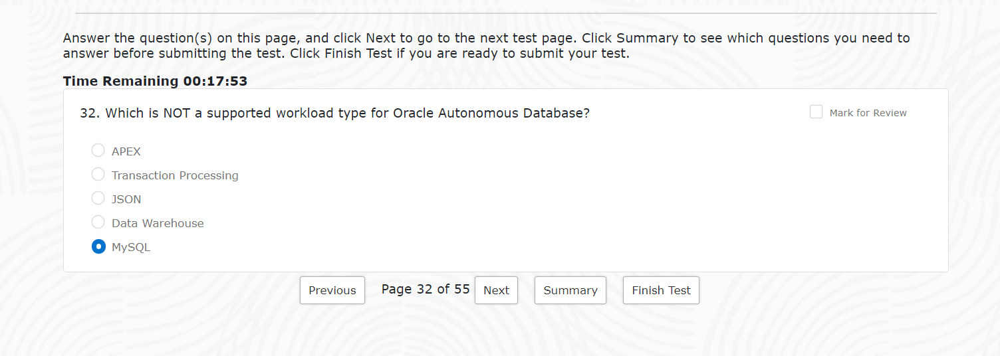 Answer the question(s) on this page, and click Next to go to the next test page. Click Summary to see which questions you need to
answer before submitting the test. Click Finish Test if you are ready to submit your test.
Time Remaining 00:17:53
32. Which is NOT a supported workload type for Oracle Autonomous Database?
Mark for Review
APEX
Transaction Processing
JSON
Data Warehouse
MySQL
Previous Page 32 of 55 Next Summary Finish Test